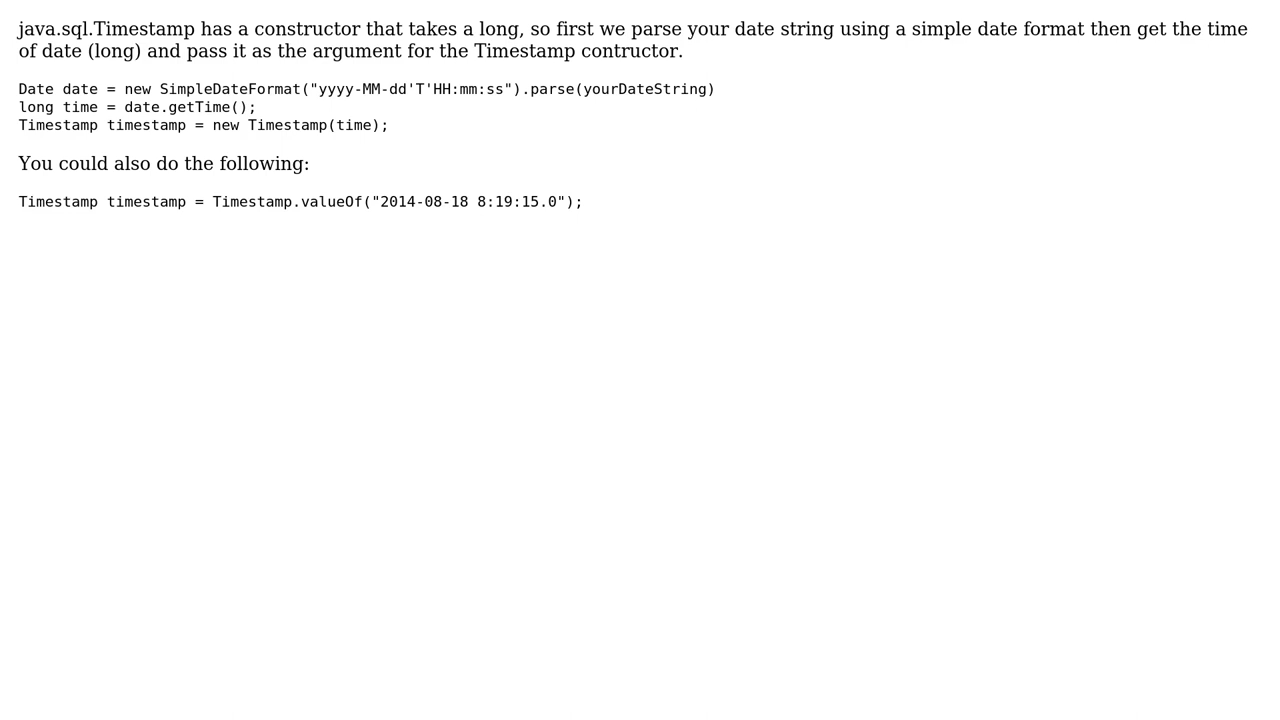 java.sql.Timestamp has a constructor that takes a long, so first we parse your date string using a simple date format then get the time
of date (long) and pass it as the argument for the Timestamp contructor.
Date date = new SimpleDateFormat("yyyy-MM-dd'T'HH:mm:ss").parse(yourDateString)
long time = date.getTime();
Timestamp timestamp = new Timestamp(time);
You could also do the following:
Timestamp timestamp = Timestamp.valueOf("2014-08-18 8:19:15.0");